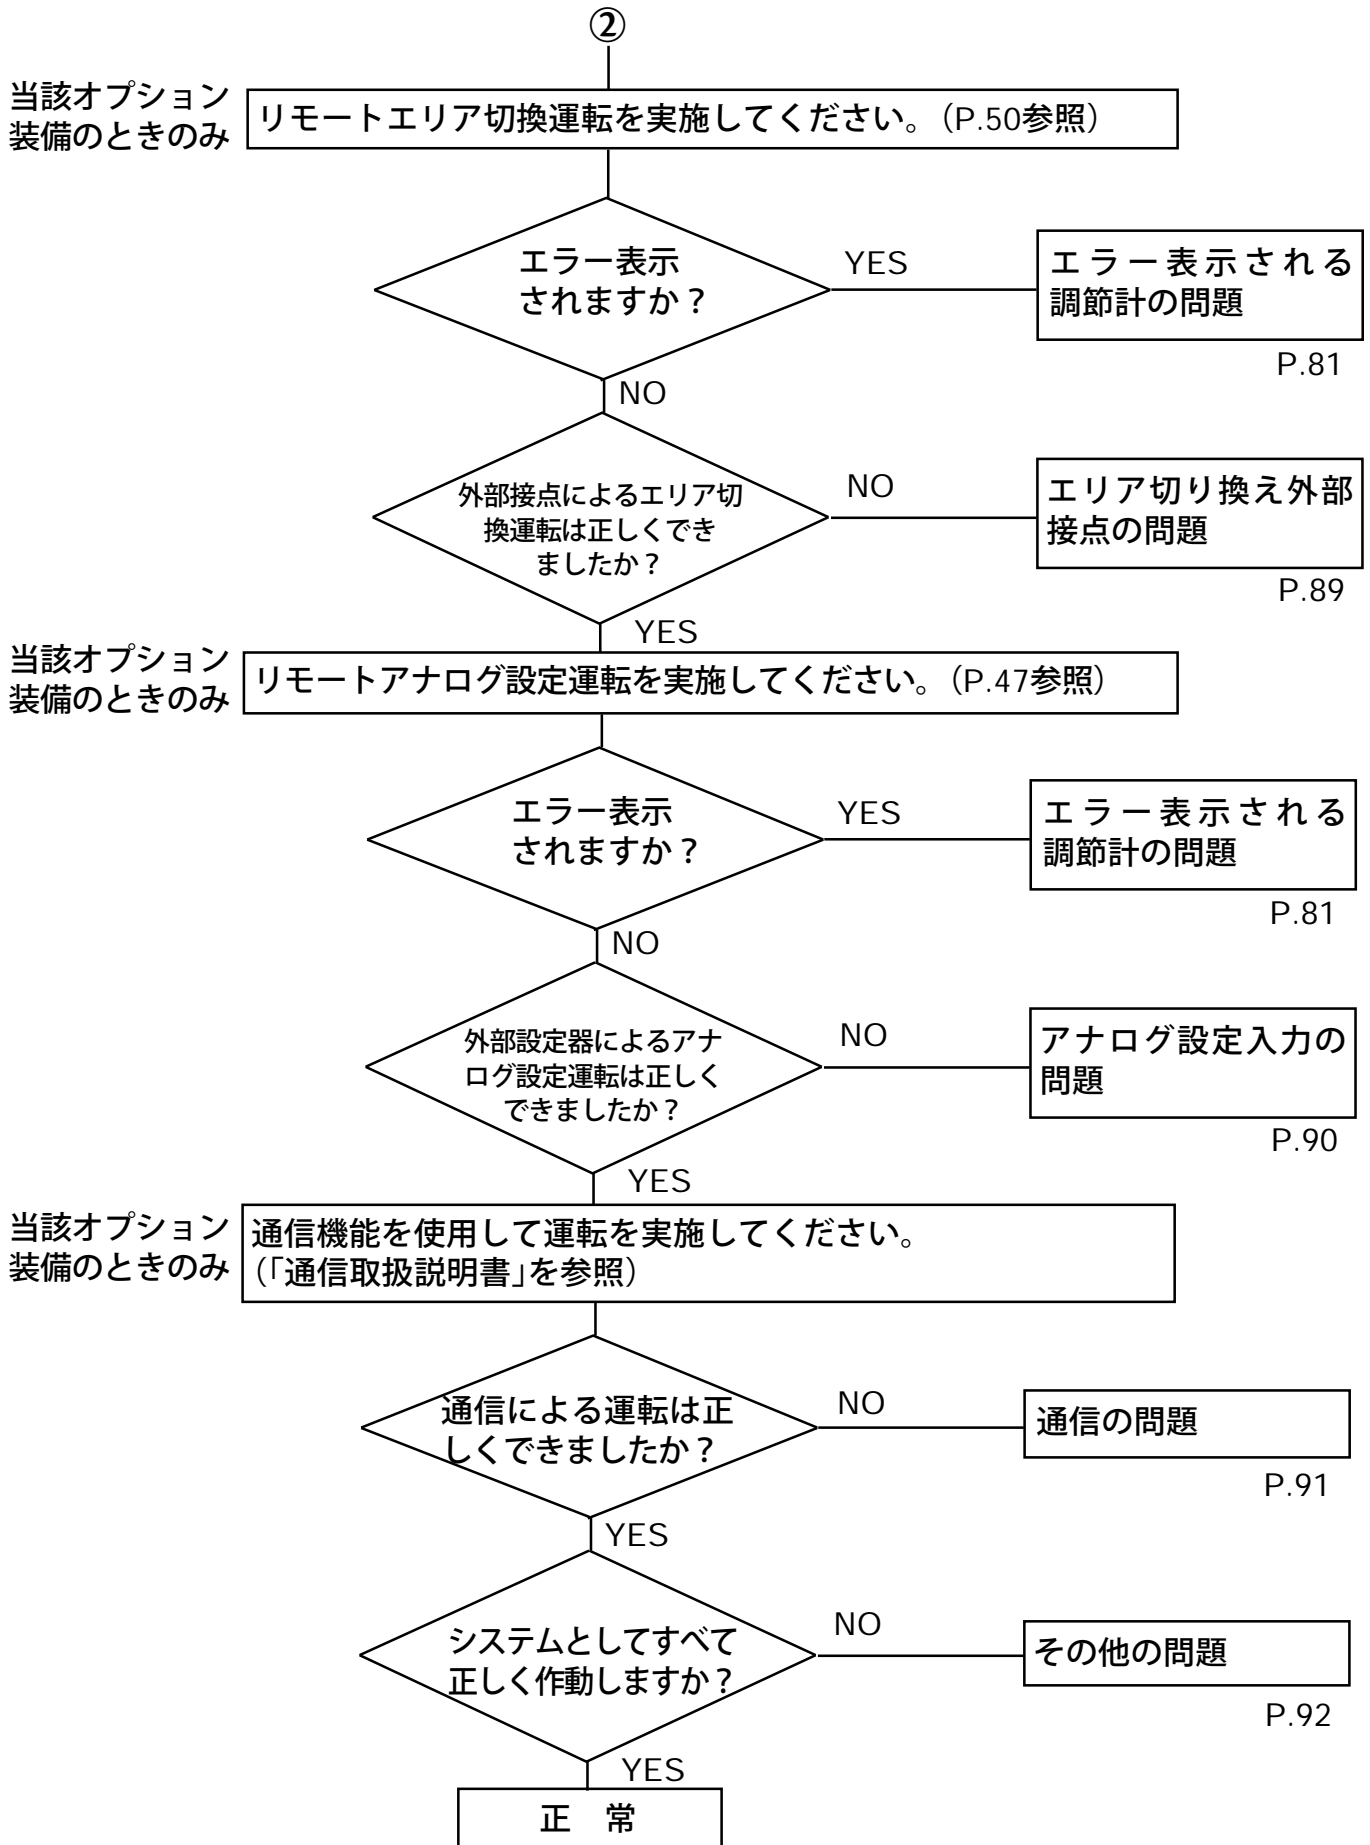 ②
当該オプション
装備のときのみ
リモートエリア切換運転を実施してください。（P.50参照）
エラー表示
されますか？
YES
エラー表示される
調節計の問題
P.81
NO
外部接点によるエリア切
換運転は正しくでき
ましたか？
NO
エリア切り換え外部
接点の問題
P.89
YES
当該オプション
装備のときのみ
リモートアナログ設定運転を実施してください。（P.47参照）
エラー表示
されますか？
YES
エラー表示される
調節計の問題
P.81
NO
外部設定器によるアナ
ログ設定運転は正しく
できましたか？
NO
アナログ設定入力の
問題
P.90
YES
当該オプション
装備のときのみ
通信機能を使用して運転を実施してください。
（｢通信取扱説明書｣を参照）
通信による運転は正
しくできましたか？
NO
通信の問題
P.91
YES
システムとしてすべて
正しく作動しますか？
NO
その他の問題
P.92
YES
正　常